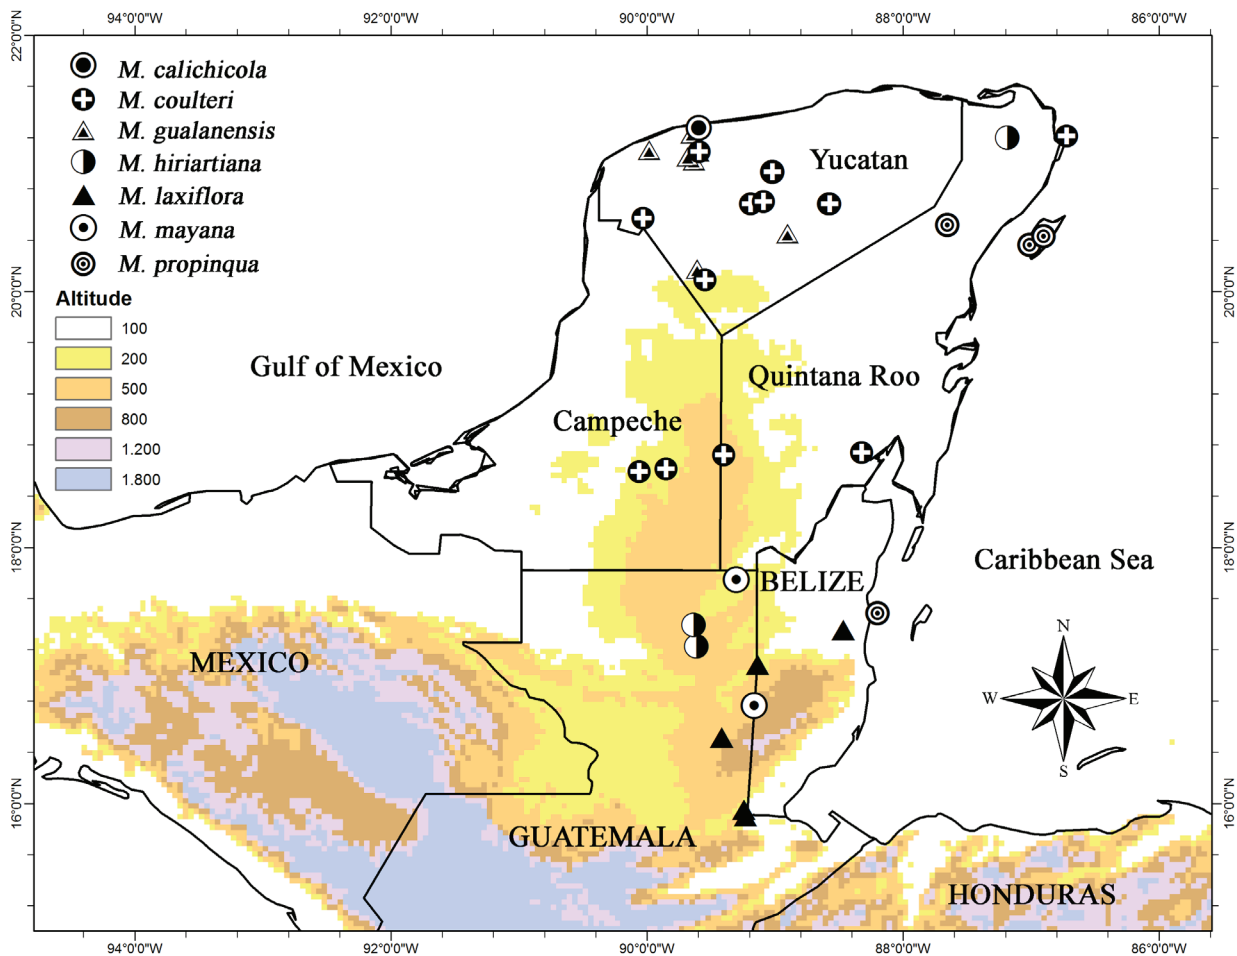 94°0'0"W 92°0'0"W 90°0'0"W 88°0'0"W 86°0'0"W
22°0'0"N
M. calichicola
M. coulteri
M. gualanensis
M. hiriartiana
M. laxiflora
M. mayana
M. propinqua
Yucatan
20°0'0"N 20°0'0"N
Altitude
100
200
500
800
1.200
1.800
Gulf of Mexico
Quintana Roo
Campeche
18°0'0"N 18°0'0"N
Caribbean Sea
BELIZE
MEXICO
N
W E
S
16°0'0"N 16°0'0"N
GUATEMALA
HONDURAS
94°0'0"W 92°0'0"W 90°0'0"W 88°0'0"W 86°0'0"W